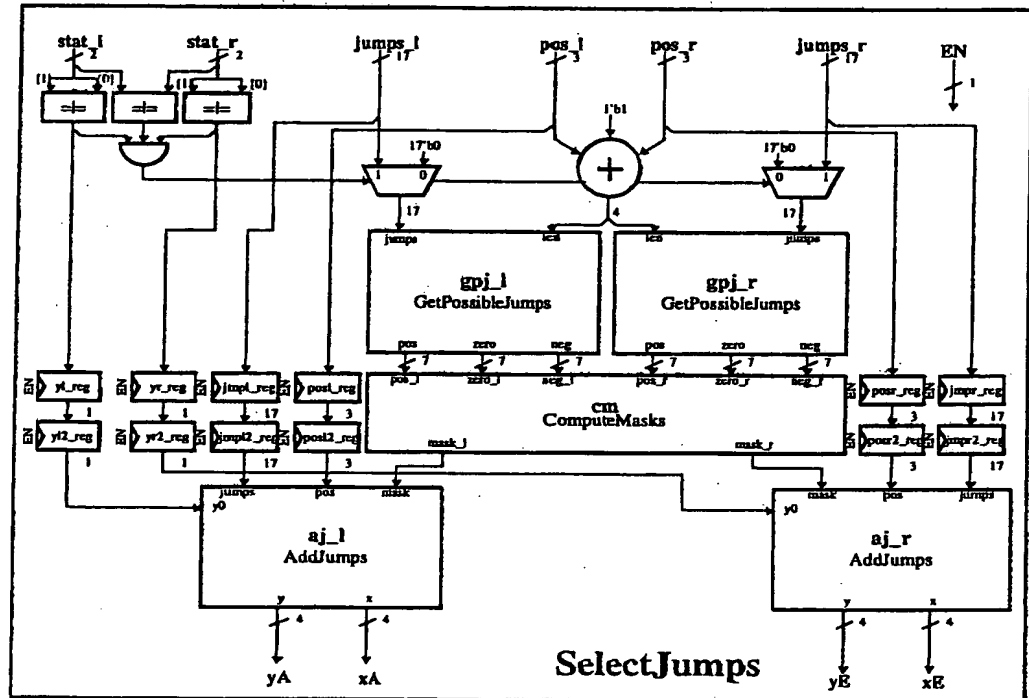 stat_l stat_r jumps_l pos_l pos_r jumps_r EN
2 2 17 3 3 17 1
[1] [0] [1] [0]
== == ==
1'b1
17'b0 17'b0
+
1 0 0 1
17 4 17
jumps len len jumps
gpj_l gpj_r
GetPossibleJumps GetPossibleJumps
pos zero neg pos zero neg
7 7 7 7 7 7
pos_l zero_l neg_l pos_r zero_r neg_r
EN yl_reg EN yr_reg EN jmpl_reg EN posl_reg EN posr_reg EN jmpr_reg
cm
ComputeMasks
1 1 17 3 3 17
EN yl2_reg EN yr2_reg EN jmpl2_reg EN posl2_reg EN posr2_reg EN jmpr2_reg
mask_l mask_r
1 1 17 3 3 17
jumps pos mask mask pos jumps
y0 y0
aj_l aj_r
AddJumps AddJumps
y x y x
4 4 4 4
yA xA yE xE
SelectJumps